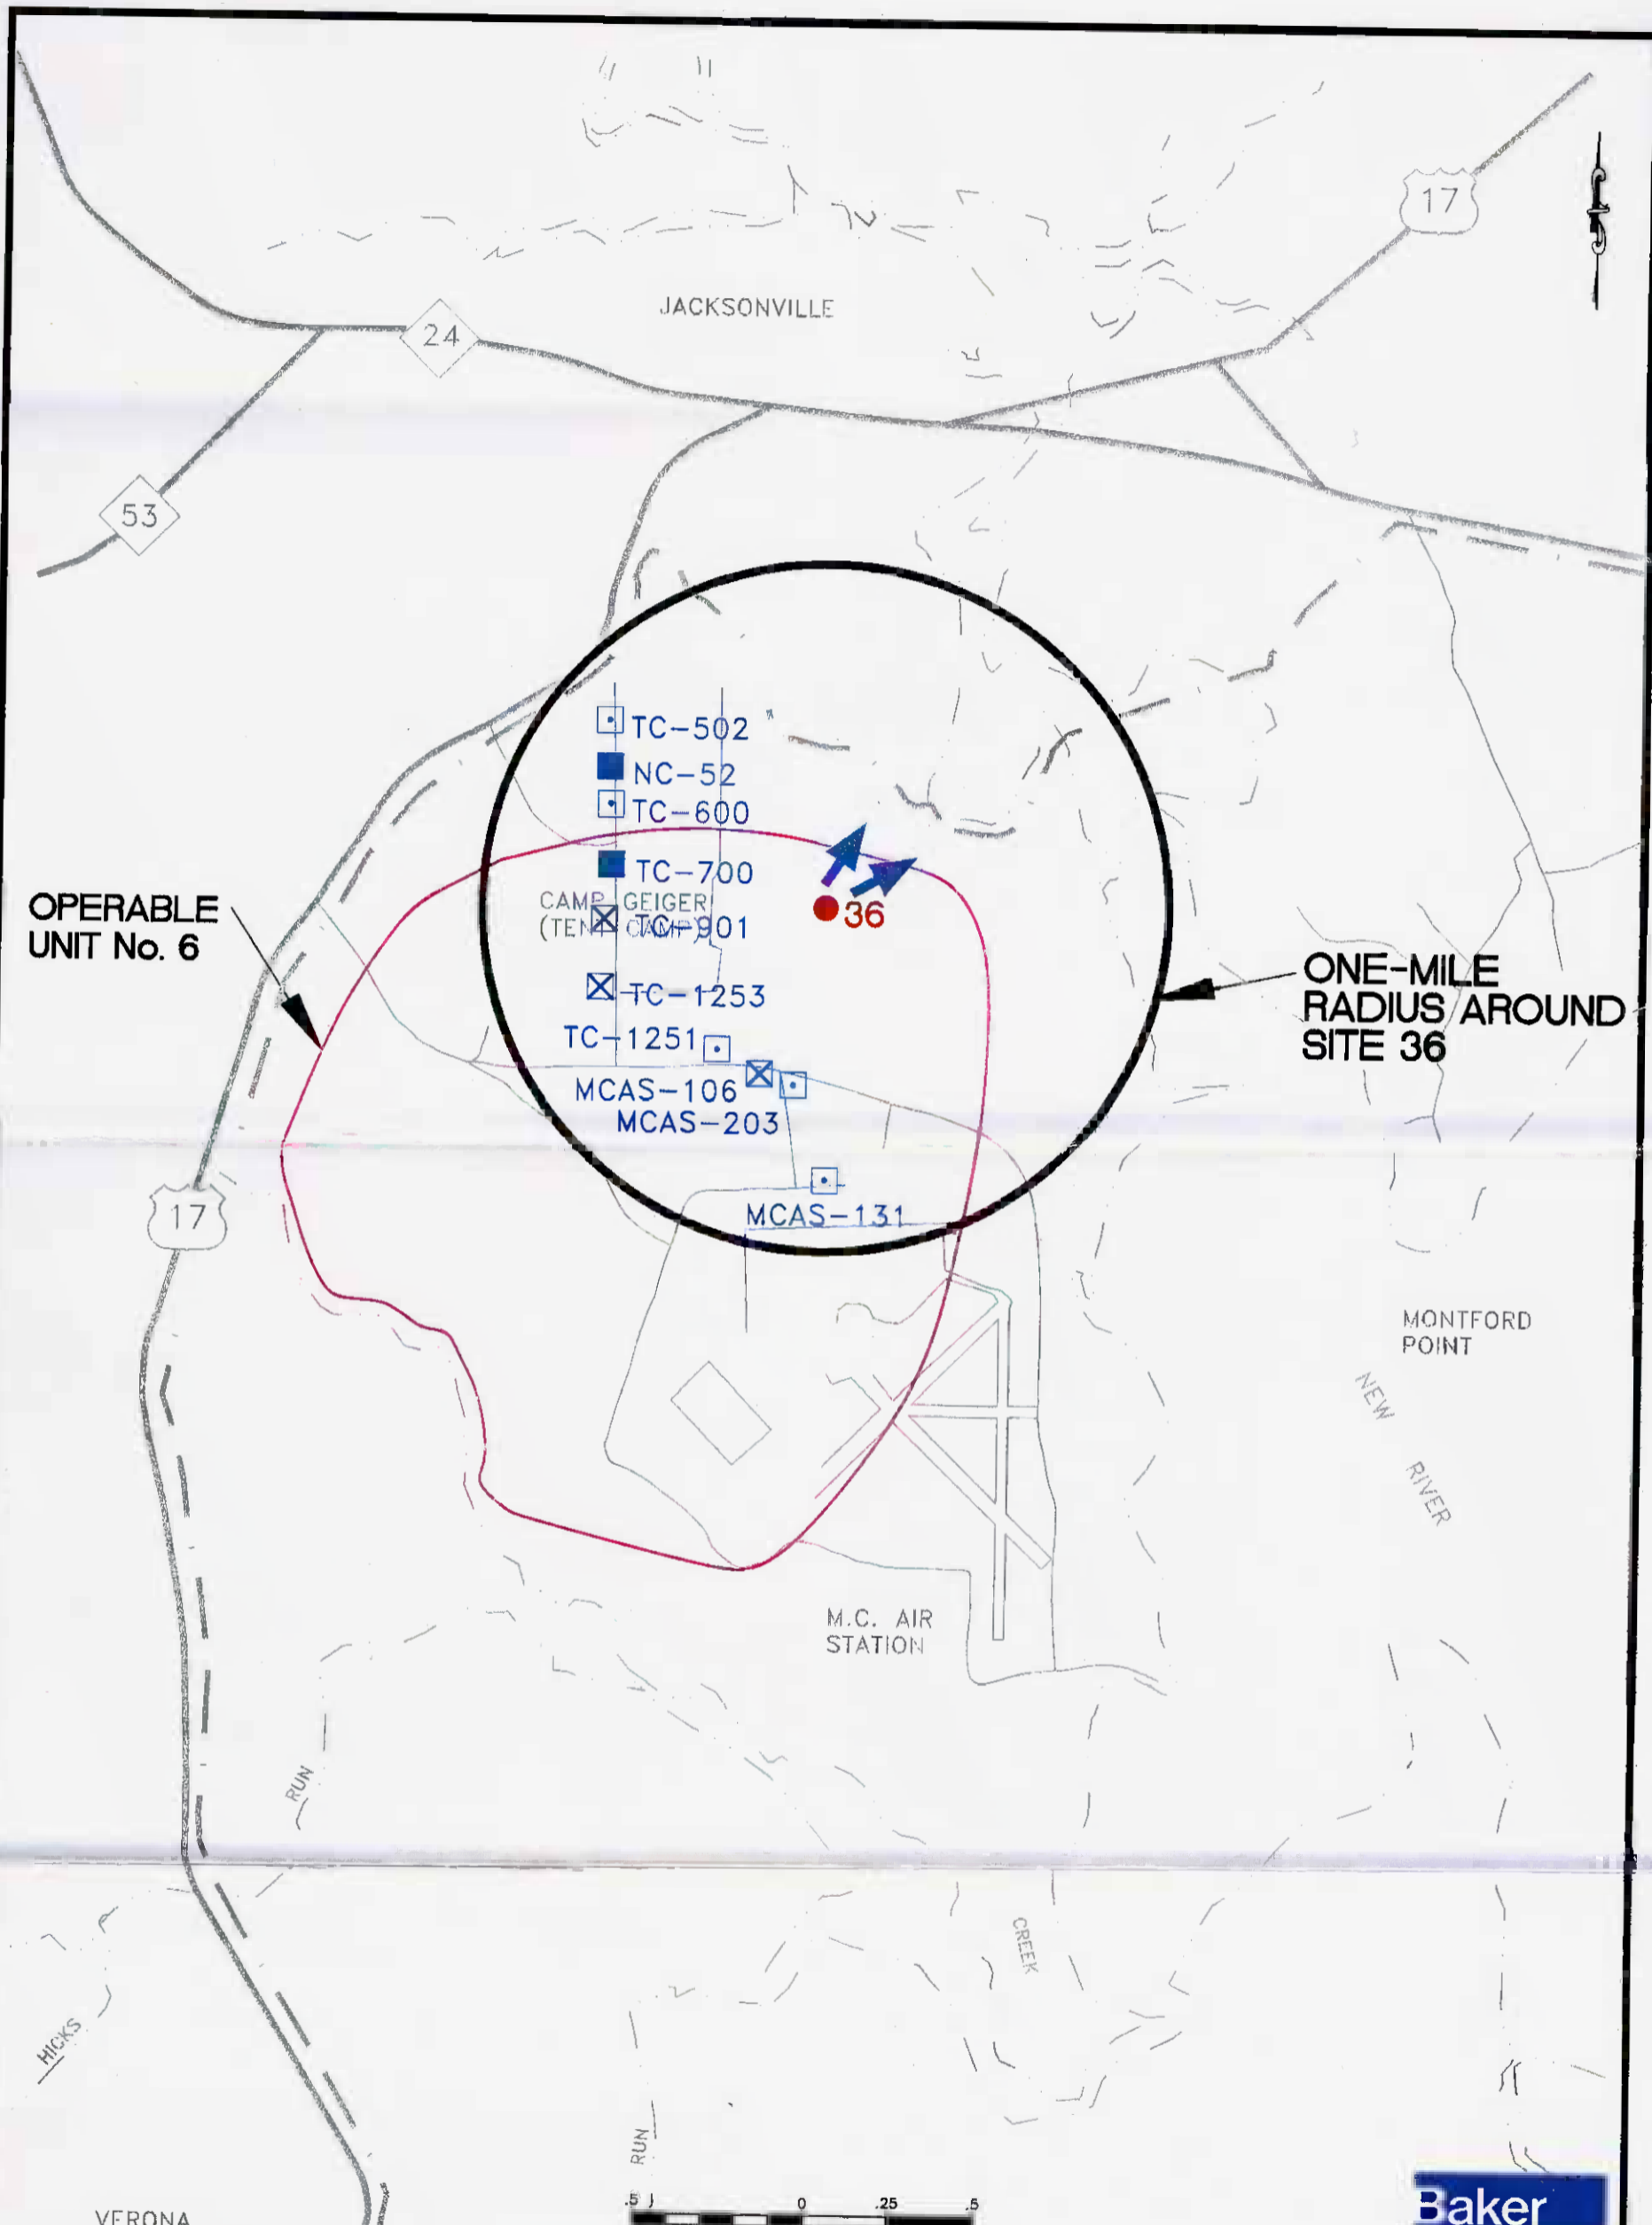 17
JACKSONVILLE
24
53
TC-502
NC-52
TC-600
TC-700
CAMP GEIGER
(TENT CAMP)
TC-901
36
OPERABLE
UNIT No. 6
TC-1253
ONE-MILE
RADIUS AROUND
SITE 36
TC-1251
MCAS-106
MCAS-203
17
MCAS-131
MONTFORD
POINT
NEW
RIVER
M.C. AIR
STATION
RUN
CREEK
HICKS
RUN
VERONA
.5 0 .25 .5
Baker